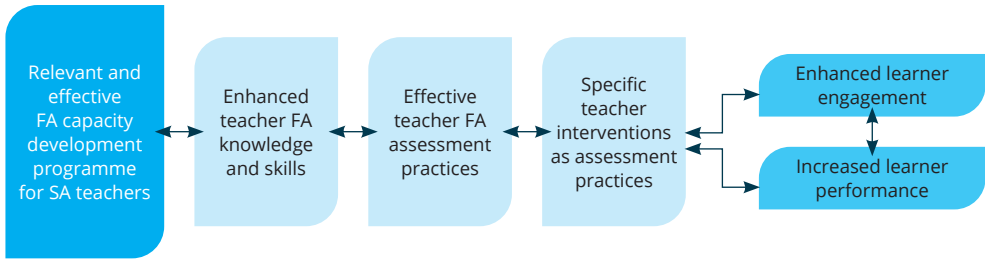 Relevant and
effective
FA capacity
development
programme
for SA teachers
Enhanced
teacher FA
knowledge
and skills
Effective
teacher FA
assessment
practices
Specific
teacher
interventions
as assessment
practices
Enhanced learner
engagement
Increased learner
performance